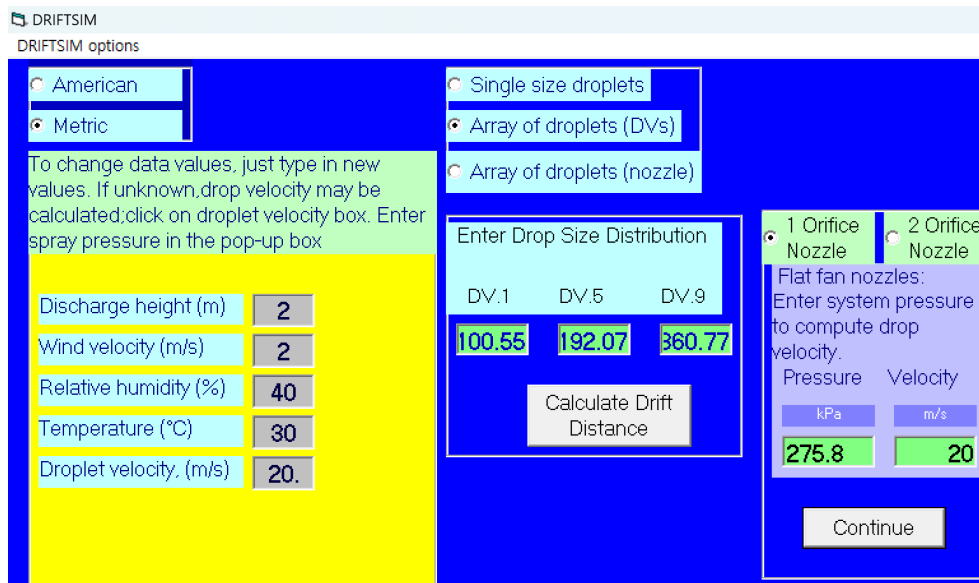 DRIFTSIM
DRIFTSIM options
American
Metric
To change data values, just type in new
values. If unknown,drop velocity may be
calculated;click on droplet velocity box. Enter
spray pressure in the pop-up box
Discharge height (m) 2
Wind velocity (m/s) 2
Relative humidity (%) 40
Temperature (°C) 30
Droplet velocity, (m/s) 20.
Single size droplets
Array of droplets (DVs)
Array of droplets (nozzle)
Enter Drop Size Distribution
DV.1 DV.5 DV.9
100.55 192.07 360.77
Calculate Drift
Distance
1 Orifice
Nozzle
2 Orifice
Nozzle
Flat fan nozzles:
Enter system pressure
to compute drop
velocity.
Pressure Velocity
kPa m/s
275.8 20
Continue